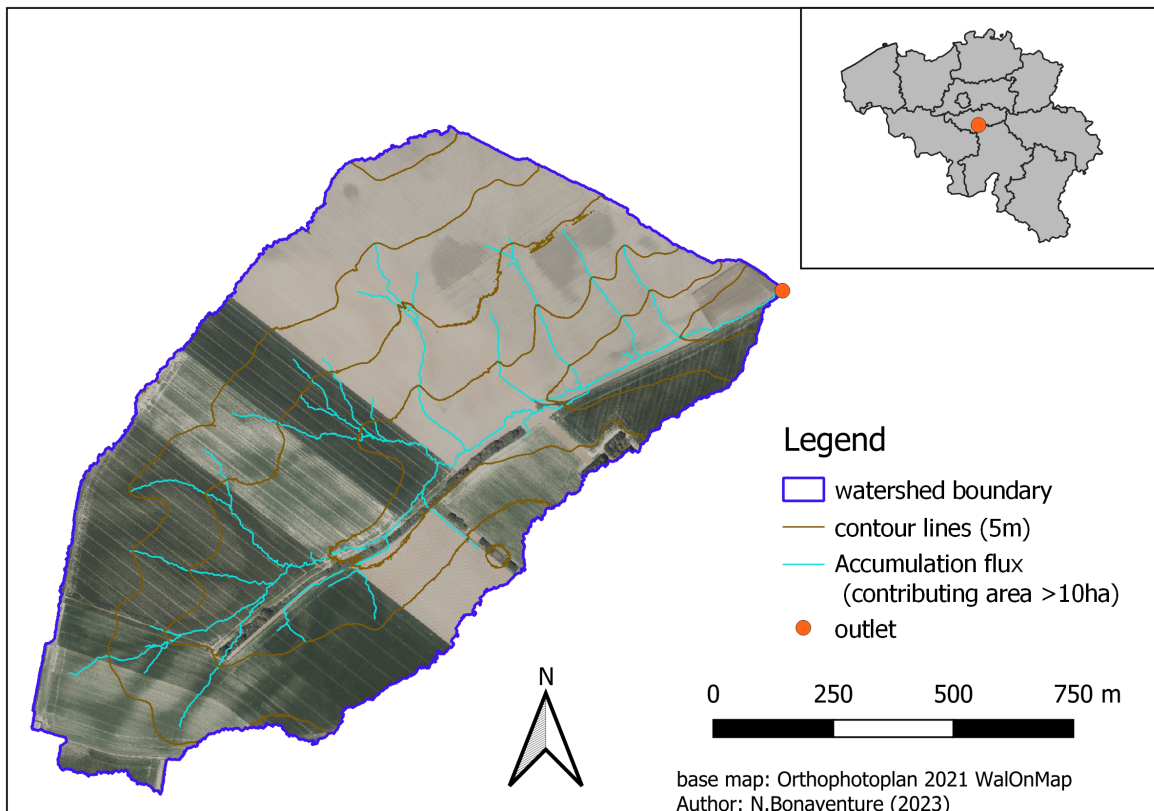 Legend
watershed boundary
contour lines (5m)
Accumulation flux
(contributing area >10ha)
outlet
N
0 250 500 750 m
base map: Orthophotoplan 2021 WalOnMap
Author: N.Bonaventure (2023)